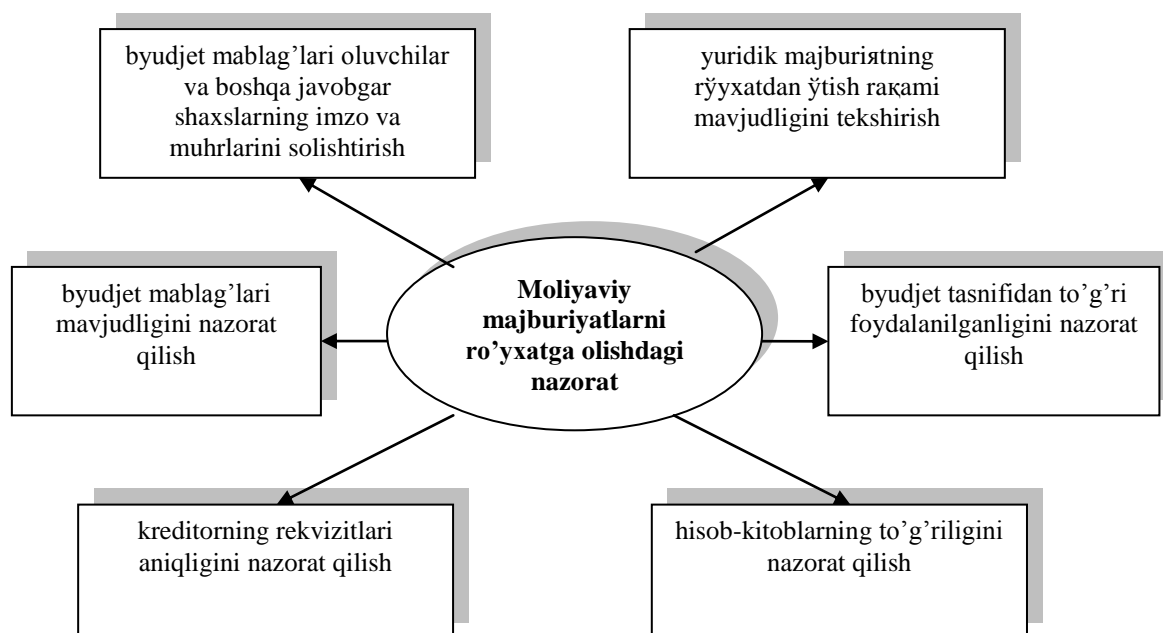 byudjet mablag’lari oluvchilar
va boshqa javobgar
shaxslarning imzo va
muhrlarini solishtirish
yuridik majburiяtning
rўyxatdan ўtish raқami
mavjudligini tekshirish
byudjet mablag’lari
mavjudligini nazorat
qilish
Moliyaviy
majburiyatlarni
ro’yxatga olishdagi
nazorat
byudjet tasnifidan to’g’ri
foydalanilganligini nazorat
qilish
kreditorning rekvizitlari
aniqligini nazorat qilish
hisob-kitoblarning to’g’riligini
nazorat qilish